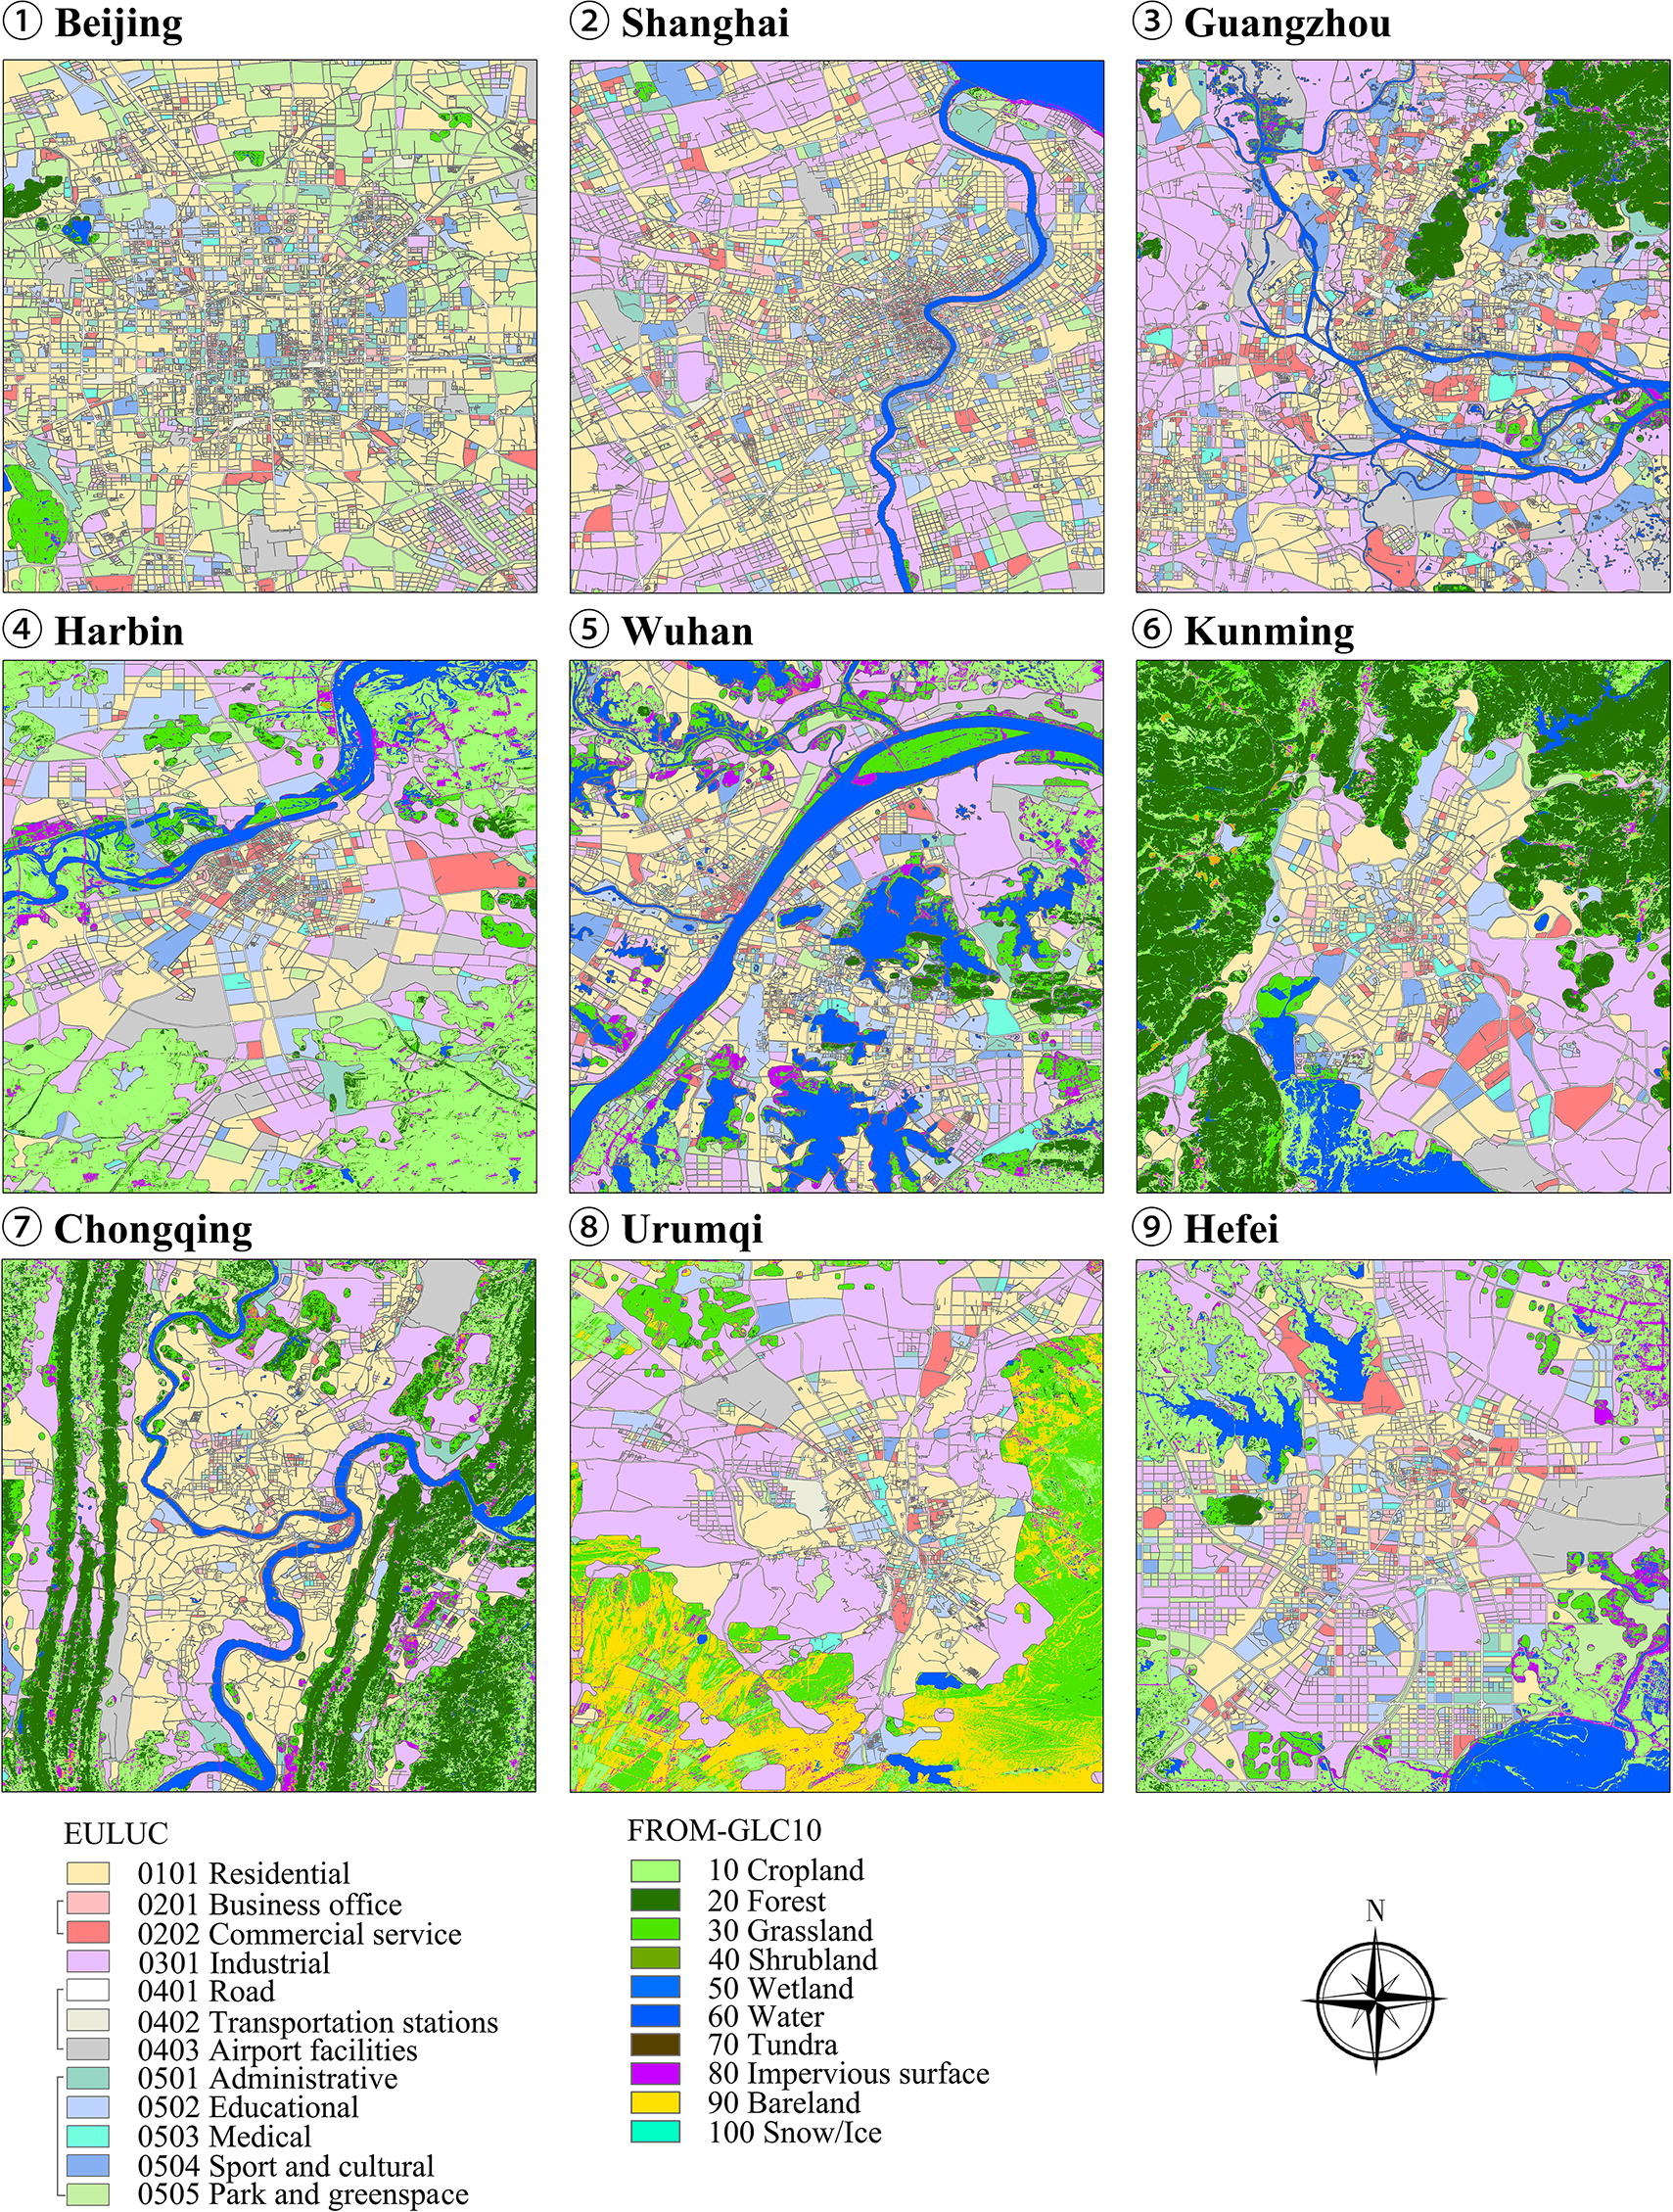 ① Beijing
② Shanghai
③ Guangzhou
④ Harbin
⑤ Wuhan
⑥ Kunming
⑦ Chongqing
⑧ Urumqi
⑨ Hefei
EULUC
0101 Residential
0201 Business office
0202 Commercial service
0301 Industrial
0401 Road
0402 Transportation stations
0403 Airport facilities
0501 Administrative
0502 Educational
0503 Medical
0504 Sport and cultural
0505 Park and greenspace
FROM-GLC10
10 Cropland
20 Forest
30 Grassland
40 Shrubland
50 Wetland
60 Water
70 Tundra
80 Impervious surface
90 Bareland
100 Snow/Ice
N